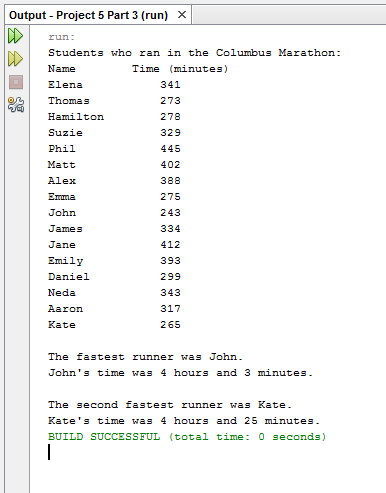 Output - Project 5 Part 3 (run) ×
run:
Students who ran in the Columbus Marathon:
Name        Time (minutes)
Elena           341
Thomas          273
Hamilton        278
Suzie           329
Phil            445
Matt            402
Alex            388
Emma            275
John            243
James           334
Jane            412
Emily           393
Daniel          299
Neda            343
Aaron           317
Kate            265
The fastest runner was John.
John's time was 4 hours and 3 minutes.
The second fastest runner was Kate.
Kate's time was 4 hours and 25 minutes.
BUILD SUCCESSFUL (total time: 0 seconds)